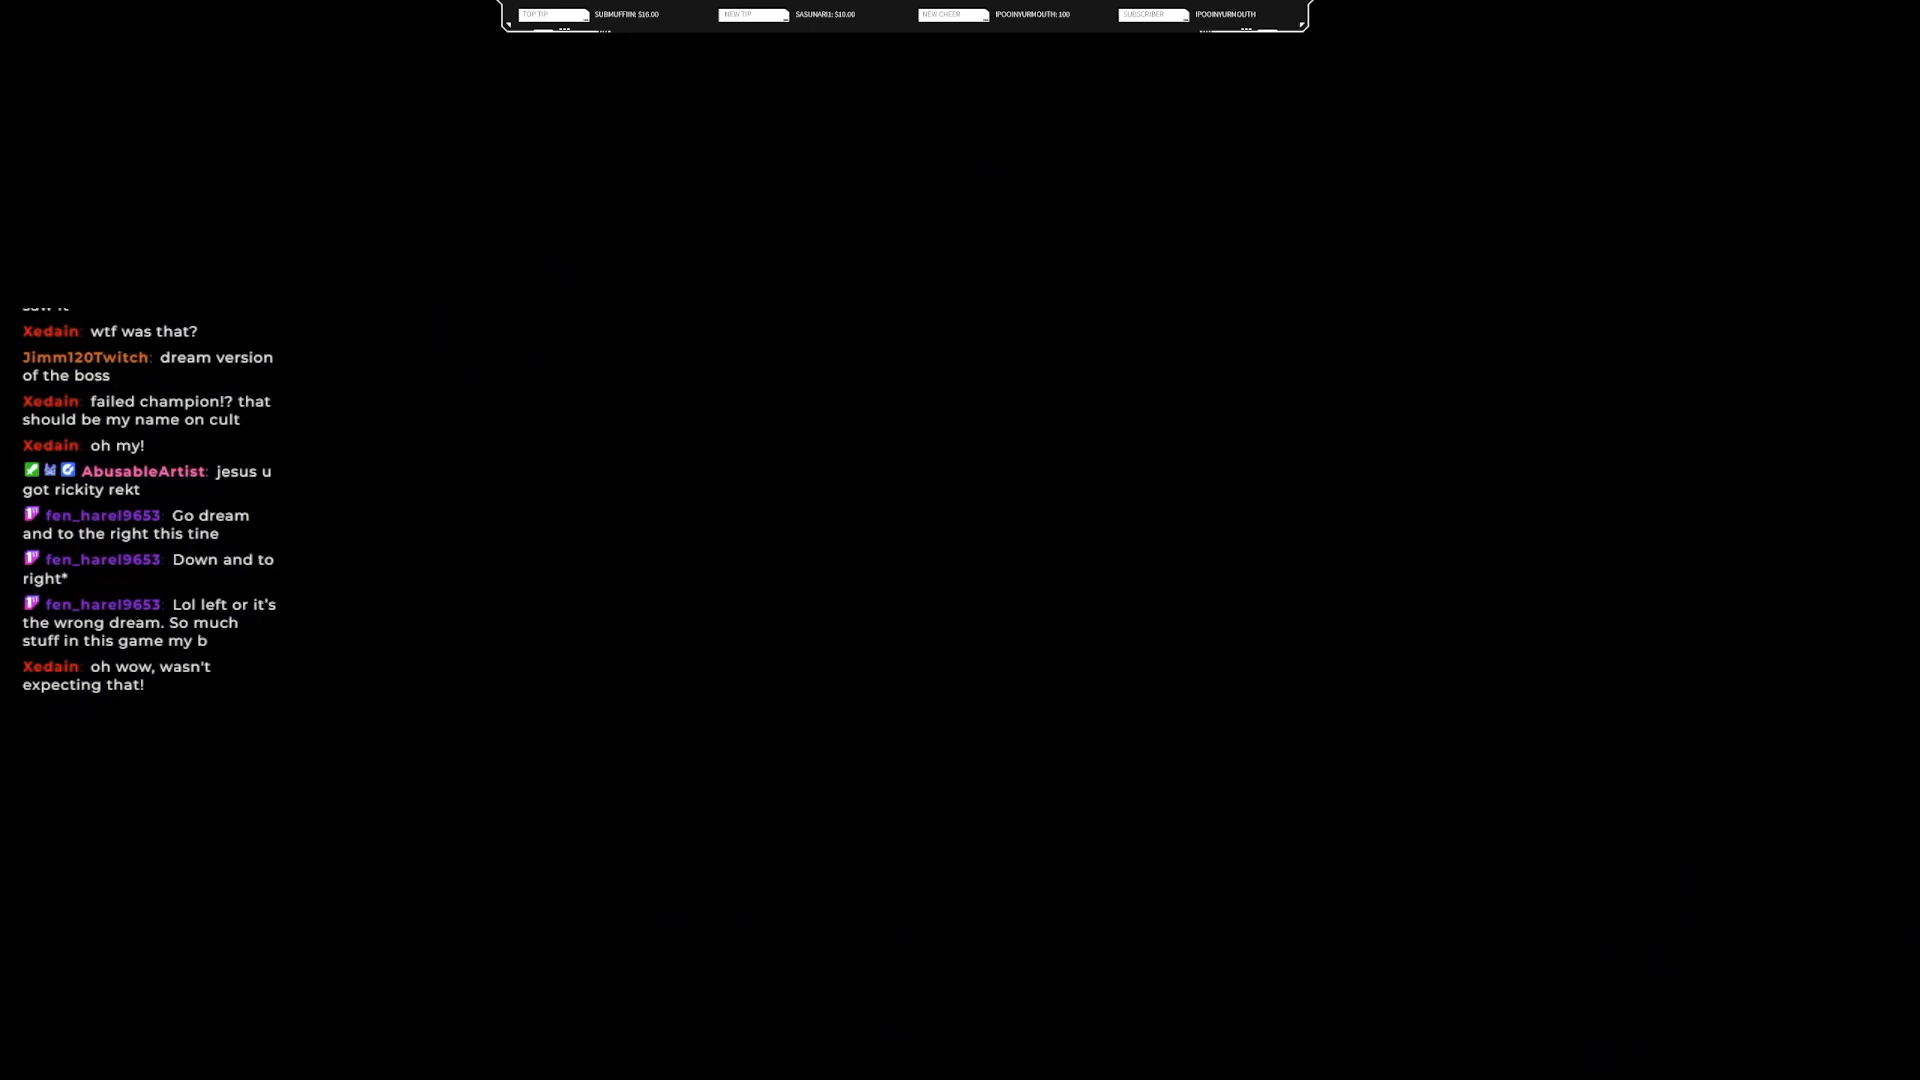 TOP TIP SUBMUFFIIN: $16.00 NEW TIP SASUNARI1: $10.00 NEW CHEER IPOOINYURMOUTH: 100 SUBSCRIBER IPOOINYURMOUTH
saw it
Xedain: wtf was that?
Jimm120Twitch: dream version
of the boss
Xedain: failed champion!? that
should be my name on cult
Xedain: oh my!
AbusableArtist: jesus u
got rickity rekt
fen_harel9653: Go dream
and to the right this tine
fen_harel9653: Down and to
right*
fen_harel9653: Lol left or it's
the wrong dream. So much
stuff in this game my b
Xedain: oh wow, wasn't
expecting that!